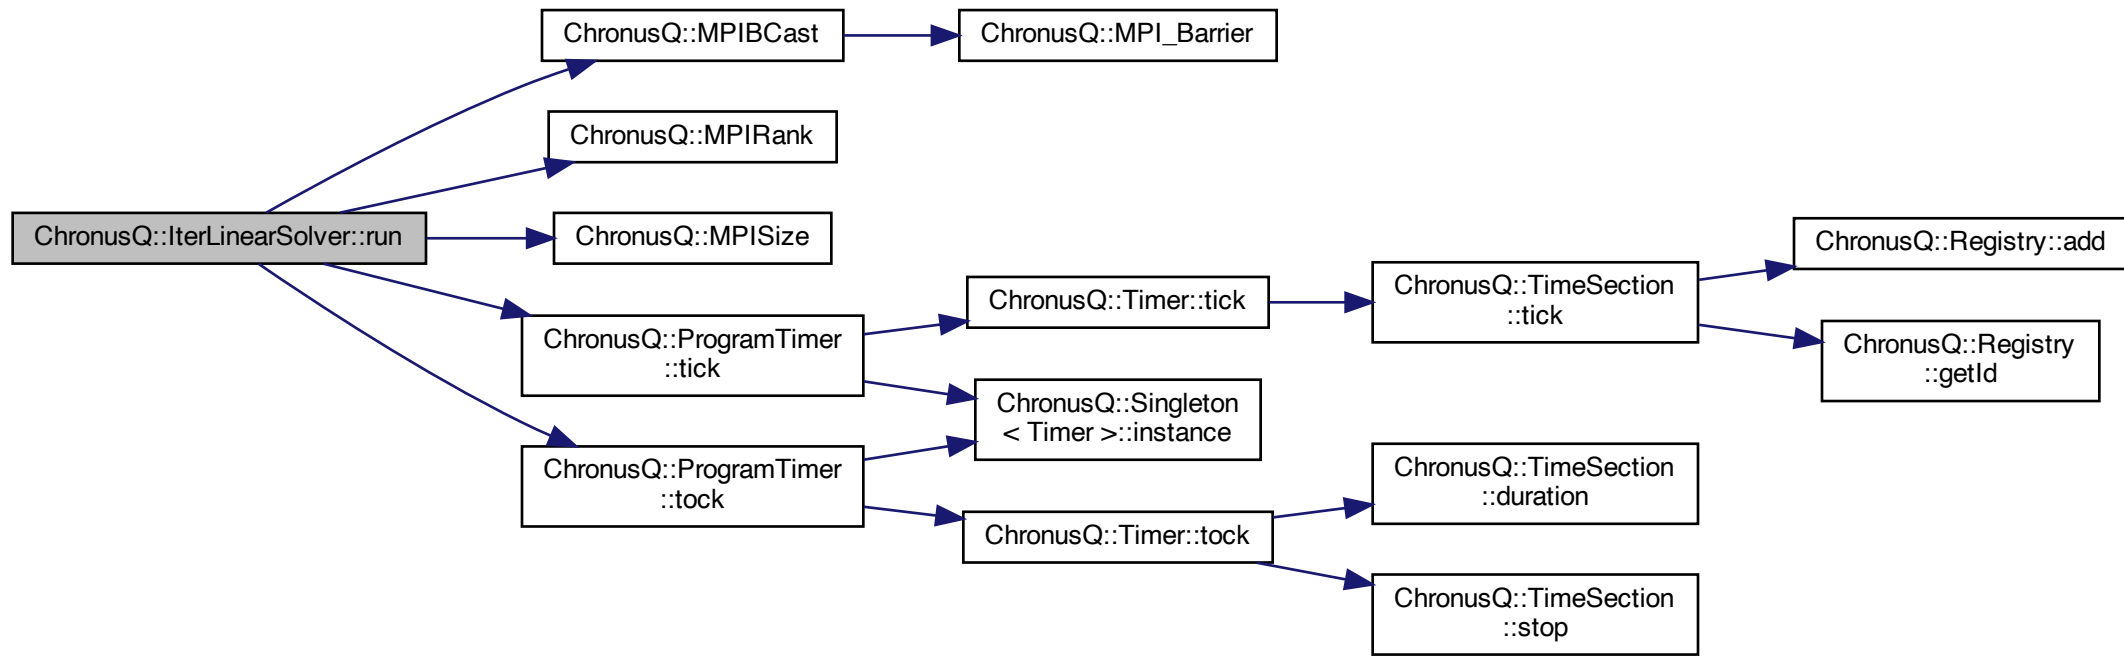 ChronusQ::IterLinearSolver::run
ChronusQ::MPIBCast
ChronusQ::MPI_Barrier
ChronusQ::MPIRank
ChronusQ::MPISize
ChronusQ::ProgramTimer
::tick
ChronusQ::Timer::tick
ChronusQ::TimeSection
::tick
ChronusQ::Registry::add
ChronusQ::Registry
::getId
ChronusQ::Singleton
< Timer >::instance
ChronusQ::ProgramTimer
::tock
ChronusQ::Timer::tock
ChronusQ::TimeSection
::duration
ChronusQ::TimeSection
::stop